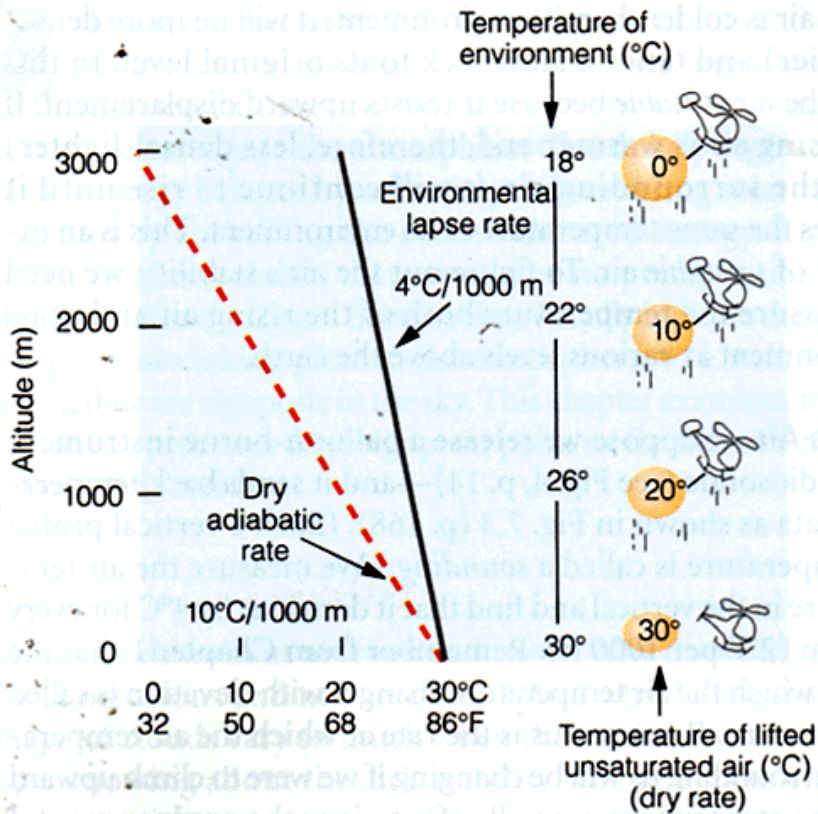 Temperature of
environment (°C)
3000
18°
0°
Environmental
lapse rate
4°C/1000 m
2000
22°
10°
Altitude (m)
1000
26°
20°
Dry
adiabatic
rate
10°C/1000 m
0
30°
30°
0 10 20 30°C
32 50 68 86°F
Temperature of lifted
unsaturated air (°C)
(dry rate)